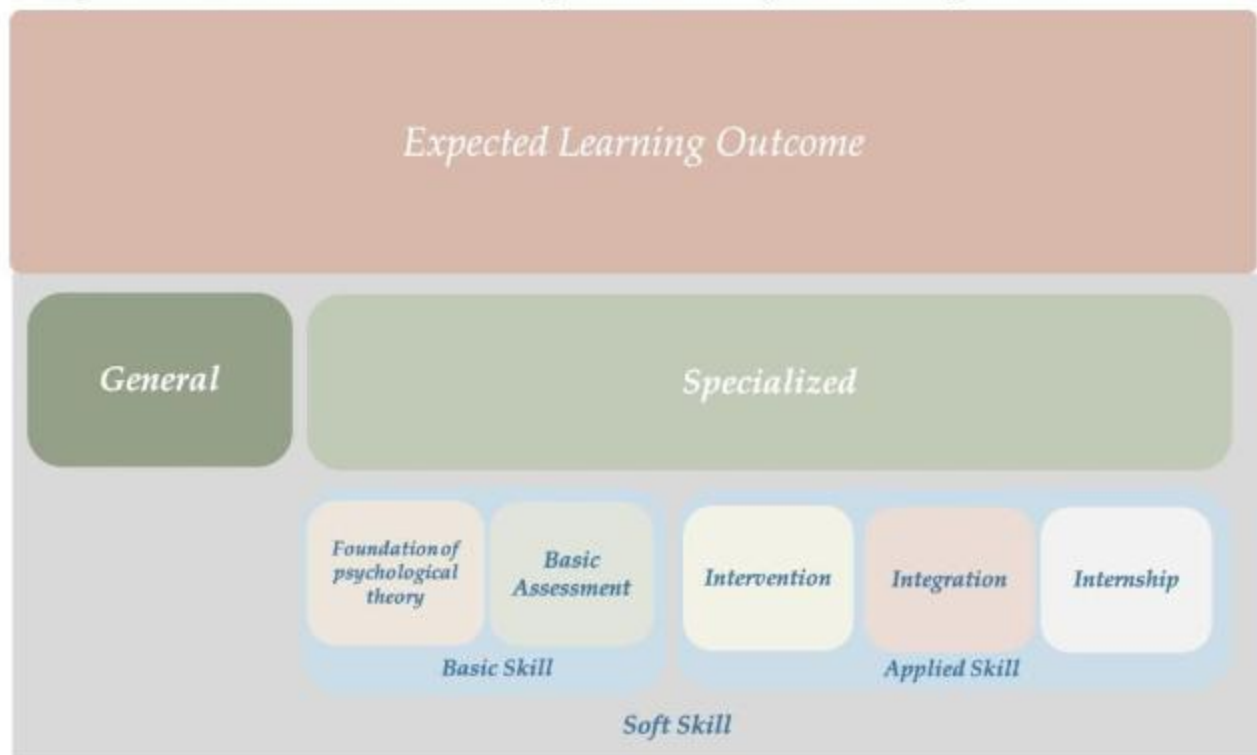 Expected Learning Outcome
General
Specialized
Foundation of
psychological
theory
Basic
Assessment
Intervention
Integration
Internship
Basic Skill
Applied Skill
Soft Skill